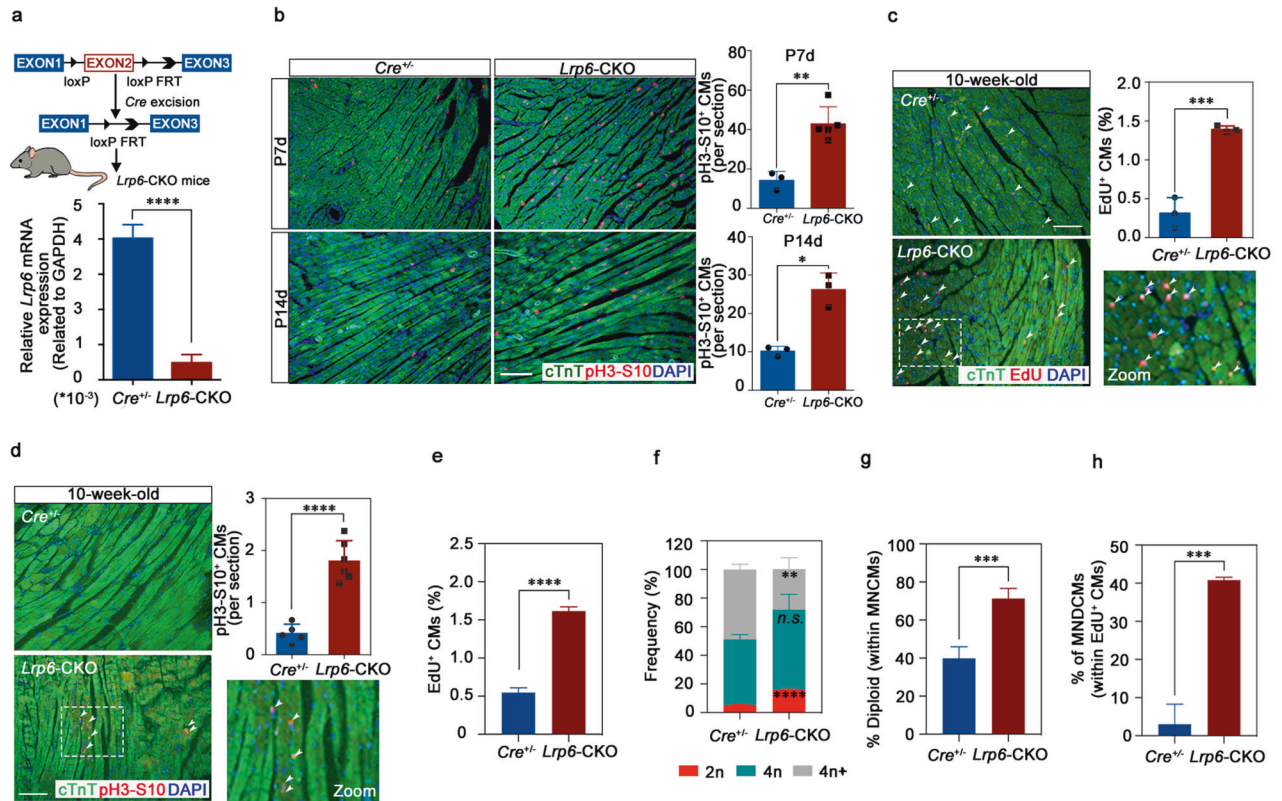 a
EXON1 EXON2 EXON3
loxP loxP FRT
Cre excision
EXON1 EXON3
loxP FRT
Lrp6-CKO mice
Relative Lrp6 mRNA
expression
(Related to GAPDH)
5
4
3
2
1
0
****
(*10⁻³) Cre⁺/⁻ Lrp6-CKO
b
Cre⁺/⁻ Lrp6-CKO
P7d
P14d
cTnT pH3-S10 DAPI
P7d
pH3-S10⁺ CMs
(per section)
80
60
40
20
0
**
Cre⁺/⁻ Lrp6-CKO
P14d
pH3-S10⁺ CMs
(per section)
40
30
20
10
0
*
Cre⁺/⁻ Lrp6-CKO
c
10-week-old
Cre⁺/⁻
Lrp6-CKO
cTnT EdU DAPI
EdU⁺ CMs (%)
2.0
1.5
1.0
0.5
0.0
***
Cre⁺/⁻ Lrp6-CKO
Zoom
d
10-week-old
Cre⁺/⁻
Lrp6-CKO
cTnT pH3-S10 DAPI
pH3-S10⁺ CMs
(per section)
3
2
1
0
****
Cre⁺/⁻ Lrp6-CKO
Zoom
e
EdU⁺ CMs (%)
2.5
2.0
1.5
1.0
0.5
0.0
****
Cre⁺/⁻ Lrp6-CKO
f
Frequency (%)
120
100
80
60
40
20
0
**
n.s.
****
Cre⁺/⁻ Lrp6-CKO
2n 4n 4n+
g
% Diploid (within MNCMs)
100
80
60
40
20
0
***
Cre⁺/⁻ Lrp6-CKO
h
% of MNDCMs
(within EdU⁺ CMs)
50
40
30
20
10
0
***
Cre⁺/⁻ Lrp6-CKO